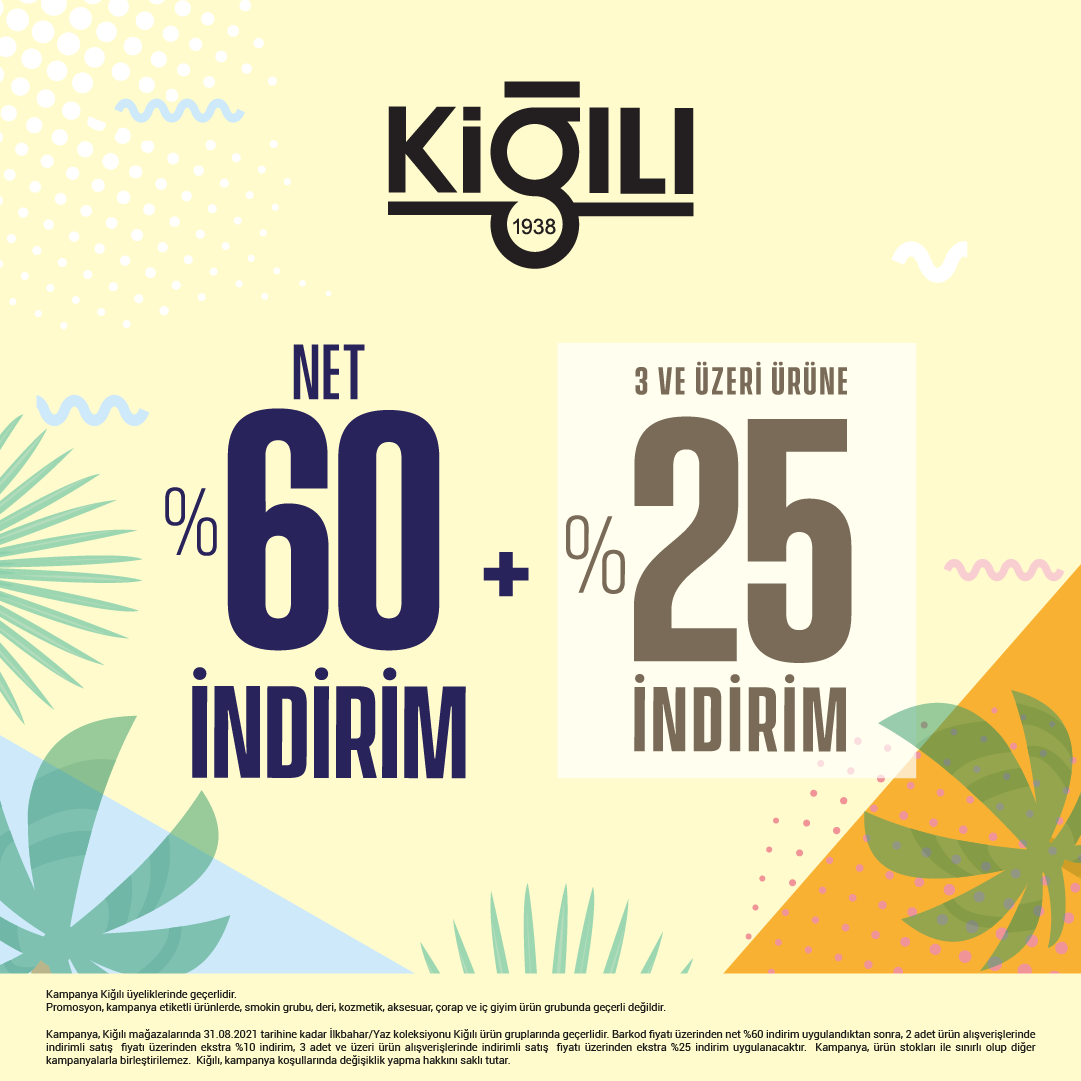 KiĞILI
1938
NET
%60
İNDİRİM
+
3 VE ÜZERİ ÜRÜNE
%25
İNDİRİM
Kampanya Kiğılı üyeliklerinde geçerlidir.
Promosyon, kampanya etiketli ürünlerde, smokin grubu, deri, kozmetik, aksesuar, çorap ve iç giyim ürün grubunda geçerli değildir.
Kampanya, Kiğılı mağazalarında 31.08.2021 tarihine kadar İlkbahar/Yaz koleksiyonu Kiğılı ürün gruplarında geçerlidir. Barkod fiyatı üzerinden net %60 indirim uygulandıktan sonra, 2 adet ürün alışverişlerinde
indirimli satış fiyatı üzerinden ekstra %10 indirim, 3 adet ve üzeri ürün alışverişlerinde indirimli satış fiyatı üzerinden ekstra %25 indirim uygulanacaktır. Kampanya, ürün stokları ile sınırlı olup diğer
kampanyalarla birleştirilemez. Kiğılı, kampanya koşullarında değişiklik yapma hakkını saklı tutar.